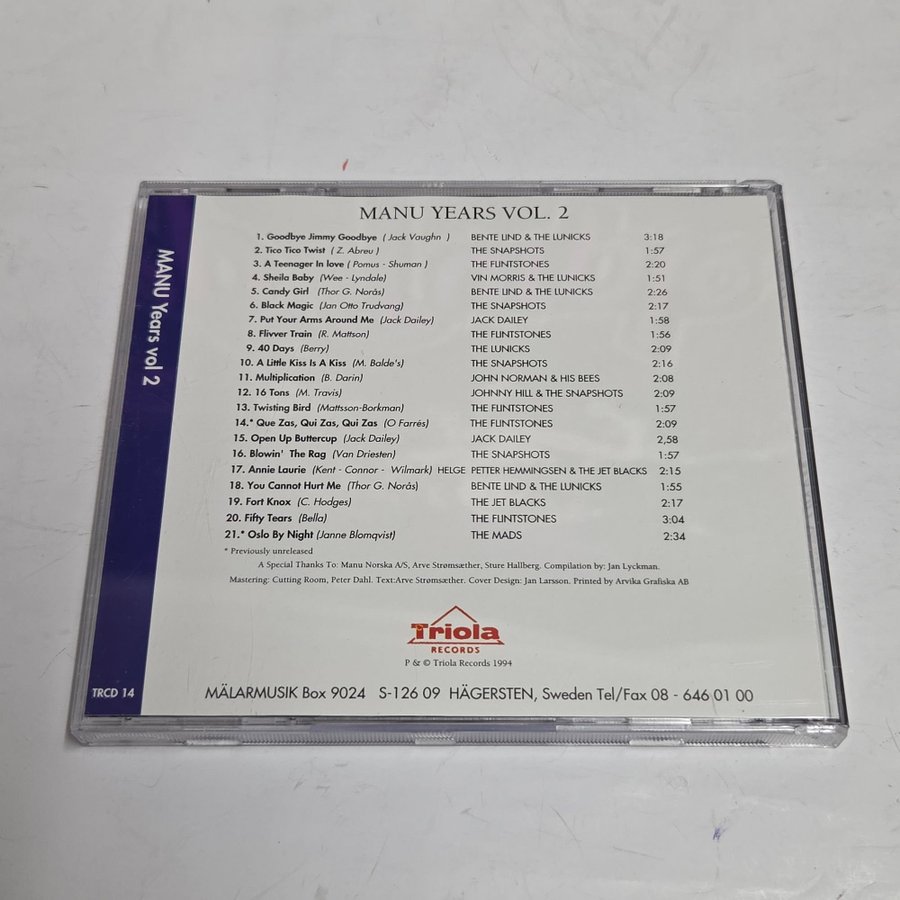 MANU YEARS VOL. 2
1. Goodbye Jimmy Goodbye ( Jack Vaughn ) BENTE LIND & THE LUNICKS 3:18
2. Tico Tico Twist ( Z. Abreu ) THE SNAPSHOTS 1:57
3. A Teenager In love ( Pomus - Shuman ) THE FLINTSTONES 2:20
4. Sheila Baby (Wee - Lyndale) VIN MORRIS & THE LUNICKS 1:51
5. Candy Girl (Thor G. Norås) BENTE LIND & THE LUNICKS 2:26
6. Black Magic (Jan Otto Trudvang) THE SNAPSHOTS 2:17
7. Put Your Arms Around Me (Jack Dailey) JACK DAILEY 1:58
8. Flivver Train (R. Mattson) THE FLINTSTONES 1:56
9. 40 Days (Berry) THE LUNICKS 2:09
10. A Little Kiss Is A Kiss (M. Balde's) THE SNAPSHOTS 2:16
11. Multiplication (B. Darin) JOHN NORMAN & HIS BEES 2:08
12. 16 Tons (M. Travis) JOHNNY HILL & THE SNAPSHOTS 2:09
13. Twisting Bird (Mattsson-Borkman) THE FLINTSTONES 1:57
14.* Que Zas, Qui Zas, Qui Zas (O Farrés) THE FLINTSTONES 2:09
15. Open Up Buttercup (Jack Dailey) JACK DAILEY 2,58
16. Blowin' The Rag (Van Driesten) THE SNAPSHOTS 1:57
17. Annie Laurie (Kent - Connor - Wilmark) HELGE PETTER HEMMINGSEN & THE JET BLACKS 2:15
18. You Cannot Hurt Me (Thor G. Norås) BENTE LIND & THE LUNICKS 1:55
19. Fort Knox (C. Hodges) THE JET BLACKS 2:17
20. Fifty Tears (Bella) THE FLINTSTONES 3:04
21.* Oslo By Night (Janne Blomqvist) THE MADS 2:34
* Previously unreleased
A Special Thanks To: Manu Norska A/S, Arve Strømsæther, Sture Hallberg. Compilation by: Jan Lyckman.
Mastering: Cutting Room, Peter Dahl. Text:Arve Strømsæther. Cover Design: Jan Larsson. Printed by Arvika Grafiska AB
Triola
RECORDS
P & © Triola Records 1994
MÄLARMUSIK Box 9024 S-126 09 HÄGERSTEN, Sweden Tel/Fax 08 - 646 01 00
MANU Years vol 2
TRCD 14